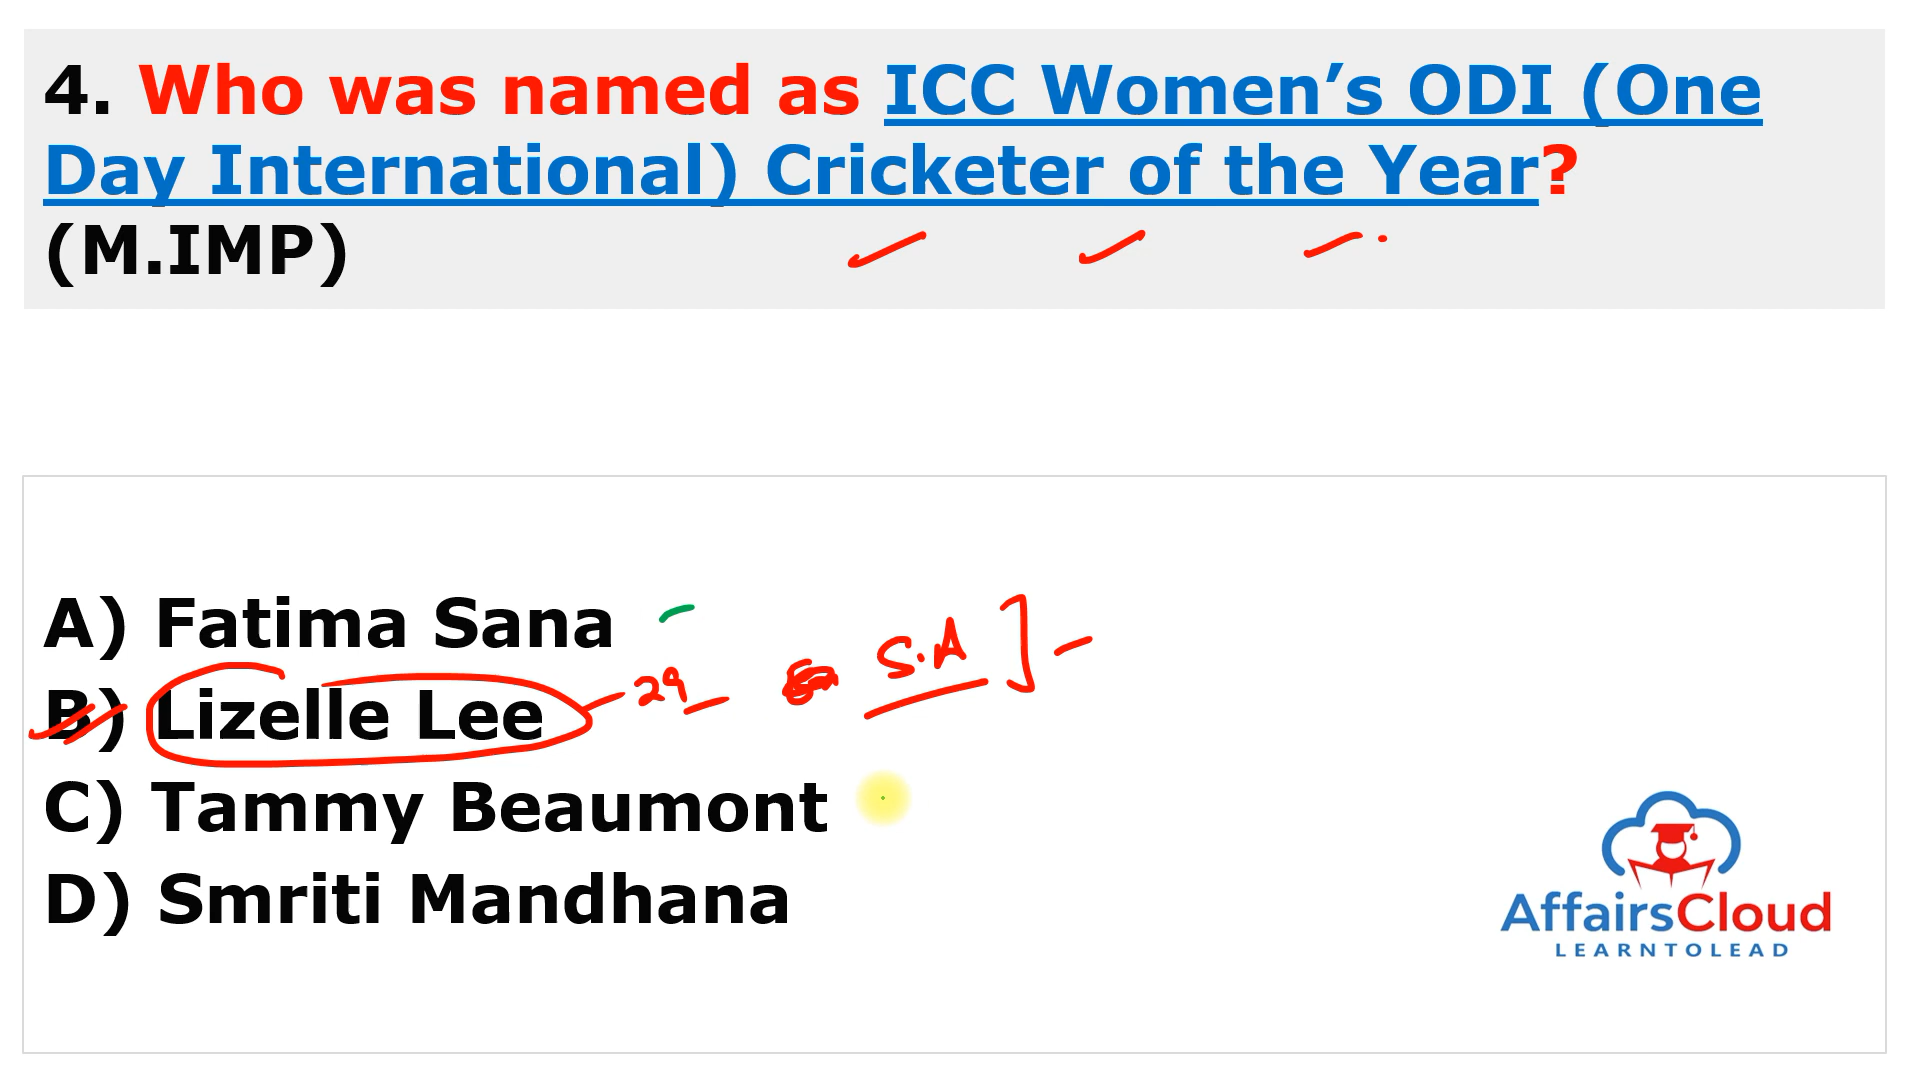 4. Who was named as ICC Women’s ODI (One
Day International) Cricketer of the Year?
(M.IMP)
A) Fatima Sana
B) Lizelle Lee
29
S.A
C) Tammy Beaumont
D) Smriti Mandhana
AffairsCloud
LEARNTOLEAD